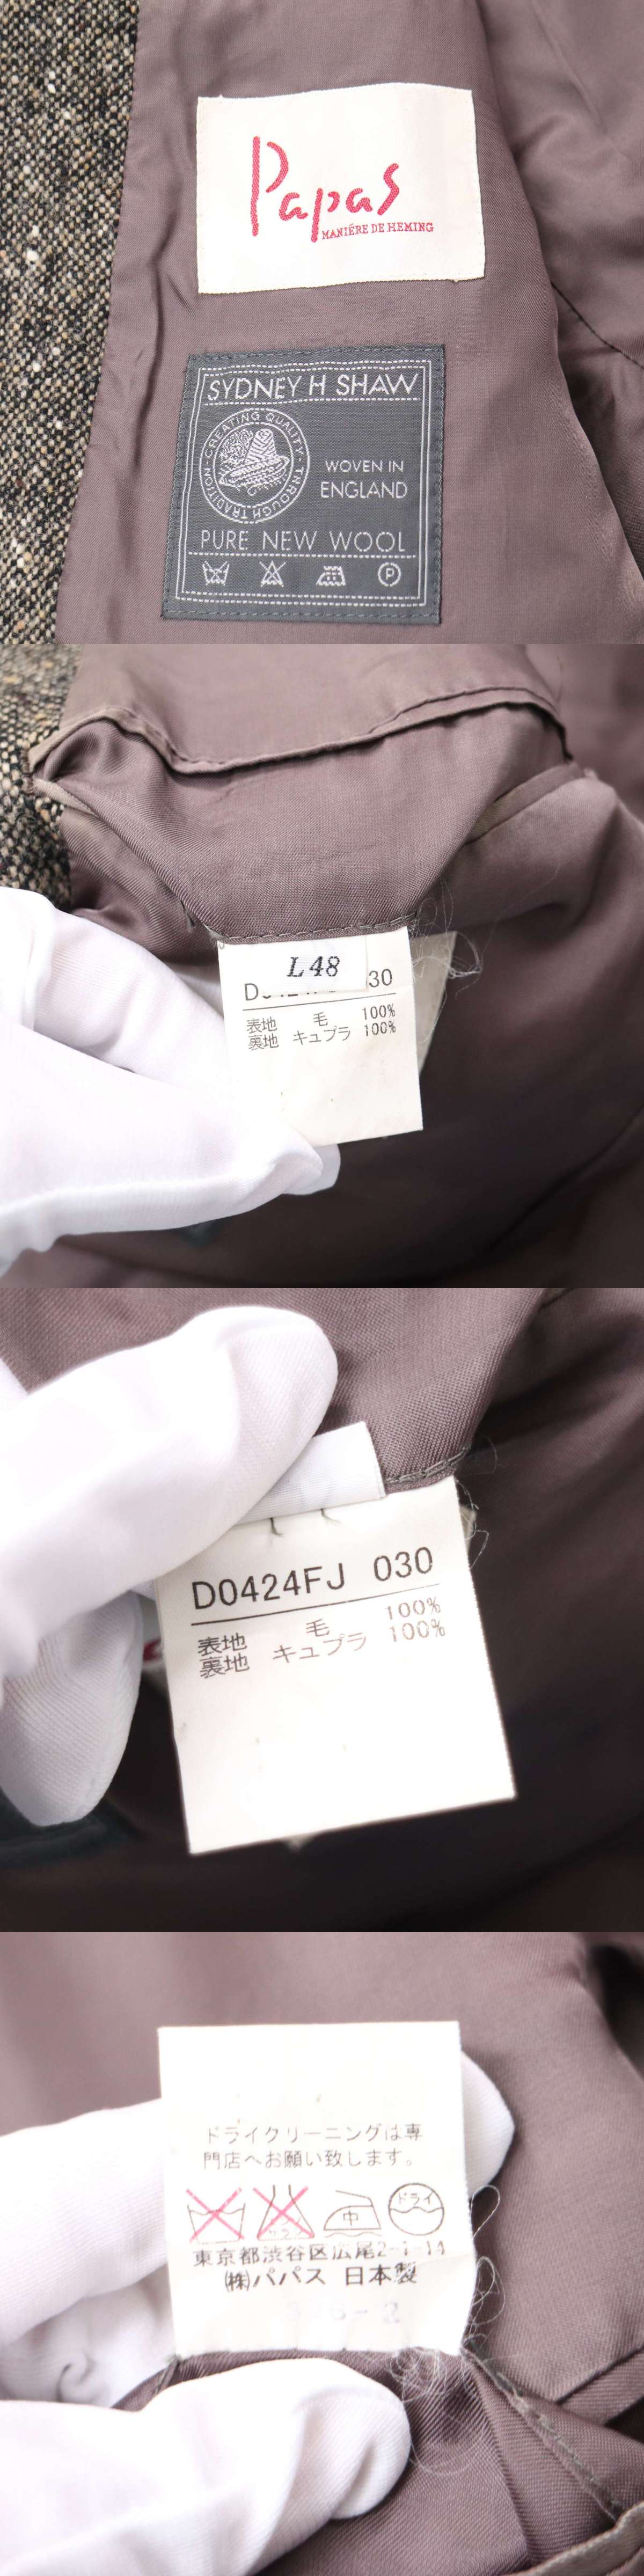 Papas
MANIÉRE DE HEMING
SYDNEY H SHAW
CREATING QUALITY THROUGH TRADITION
WOVEN IN
ENGLAND
PURE NEW WOOL
P
L48
30
表地 毛 100%
裏地 キュプラ 100%
D0424FJ 030
表地 毛 100%
裏地 キュプラ 100%
ドライクリーニングは専
門店へお願い致します。
中 ドライ
東京都渋谷区広尾2-1-14
㈱パパス 日本製